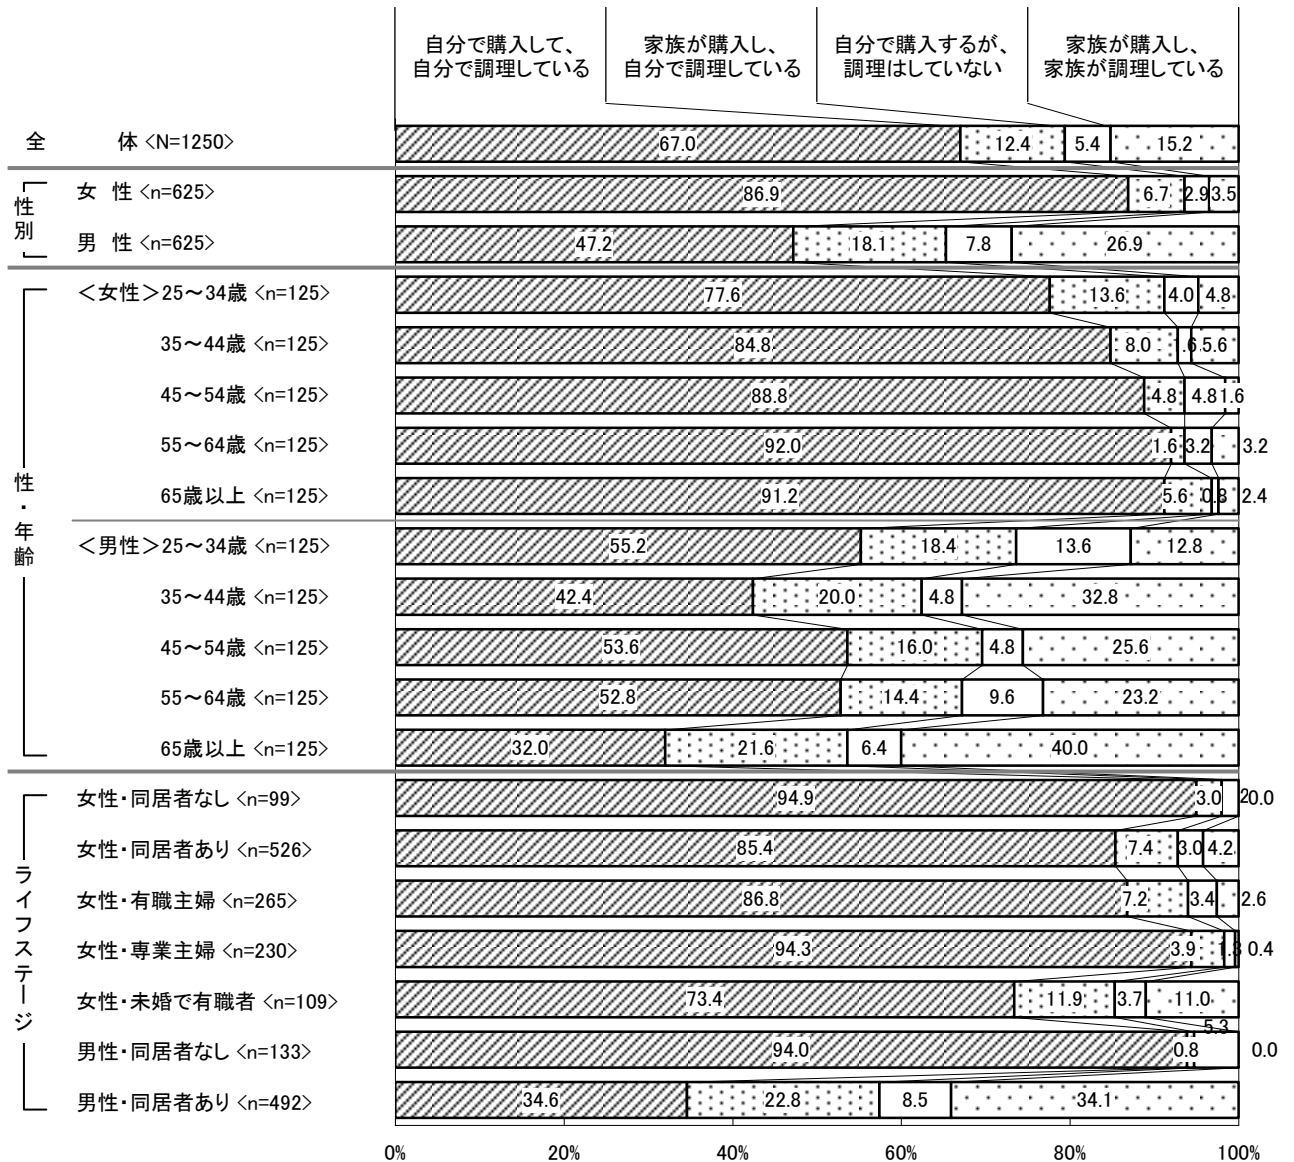 自分で購入して、
自分で調理している
家族が購入し、
自分で調理している
自分で購入するが、
調理はしていない
家族が購入し、
家族が調理している
全 体 <N=1250> 67.0 12.4 5.4 15.2
性別
女 性 <n=625> 86.9 6.7 2.9 3.5
男 性 <n=625> 47.2 18.1 7.8 26.9
性・年齢
<女性>25~34歳 <n=125> 77.6 13.6 4.0 4.8
35~44歳 <n=125> 84.8 8.0 .6 5.6
45~54歳 <n=125> 88.8 4.8 4.8 1.6
55~64歳 <n=125> 92.0 1.6 3.2 3.2
65歳以上 <n=125> 91.2 5.6 0.8 2.4
<男性>25~34歳 <n=125> 55.2 18.4 13.6 12.8
35~44歳 <n=125> 42.4 20.0 4.8 32.8
45~54歳 <n=125> 53.6 16.0 4.8 25.6
55~64歳 <n=125> 52.8 14.4 9.6 23.2
65歳以上 <n=125> 32.0 21.6 6.4 40.0
ライフステージ
女性・同居者なし <n=99> 94.9 3.0 2 0.0
女性・同居者あり <n=526> 85.4 7.4 3.0 4.2
女性・有職主婦 <n=265> 86.8 7.2 3.4 2.6
女性・専業主婦 <n=230> 94.3 3.9 1.3 0.4
女性・未婚で有職者 <n=109> 73.4 11.9 3.7 11.0
男性・同居者なし <n=133> 94.0 0.8 5.3 0.0
男性・同居者あり <n=492> 34.6 22.8 8.5 34.1
0% 20% 40% 60% 80% 100%